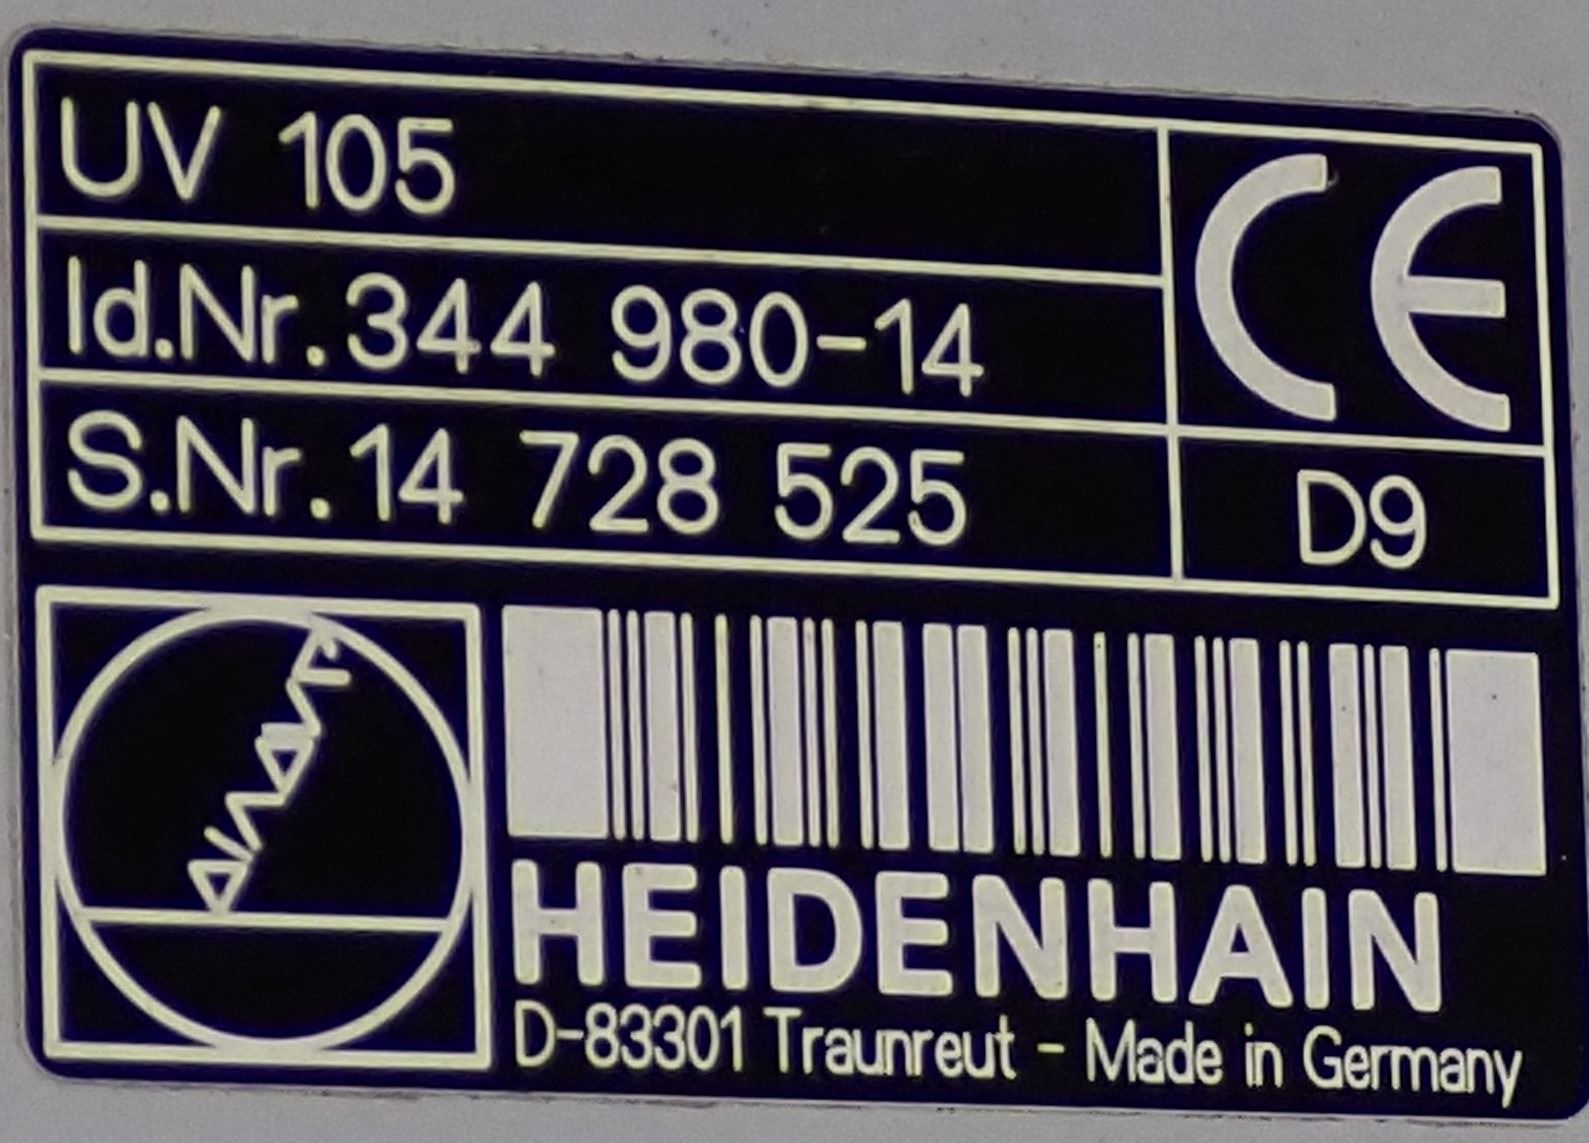 UV 105
Id.Nr. 344 980-14
S.Nr. 14 728 525
CE
D9
HEIDENHAIN
D-83301 Traunreut - Made in Germany